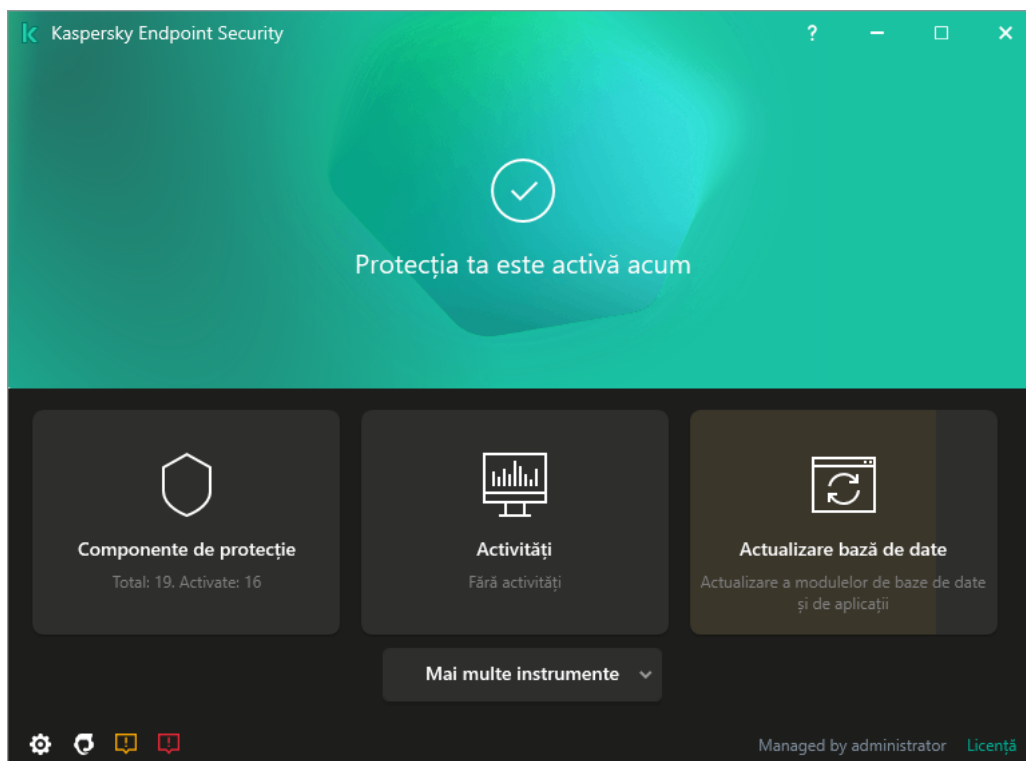 Kaspersky Endpoint Security
?
Protecția ta este activă acum
Componente de protecție
Total: 19. Activate: 16
Activități
Fără activități
Actualizare bază de date
Actualizare a modulelor de baze de date
și de aplicații
Mai multe instrumente
Managed by administrator Licență